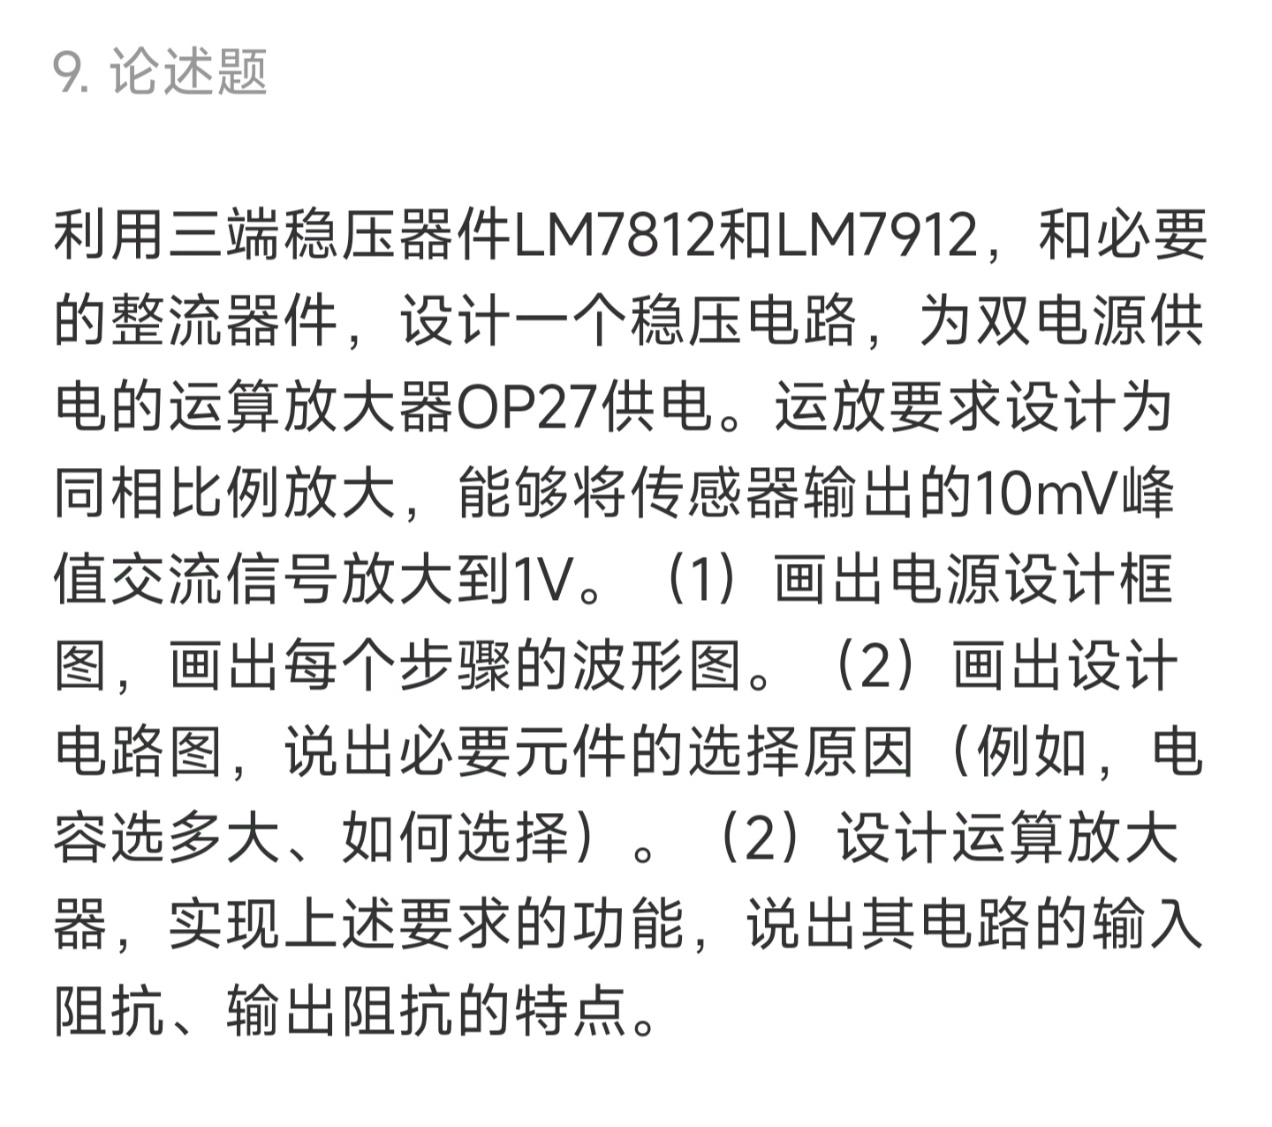 9. 论述题
利用三端稳压器件LM7812和LM7912，和必要
的整流器件，设计一个稳压电路，为双电源供
电的运算放大器OP27供电。运放要求设计为
同相比例放大，能够将传感器输出的10mV峰
值交流信号放大到1V。（1）画出电源设计框
图，画出每个步骤的波形图。（2）画出设计
电路图，说出必要元件的选择原因（例如，电
容选多大、如何选择）。（2）设计运算放大
器，实现上述要求的功能，说出其电路的输入
阻抗、输出阻抗的特点。